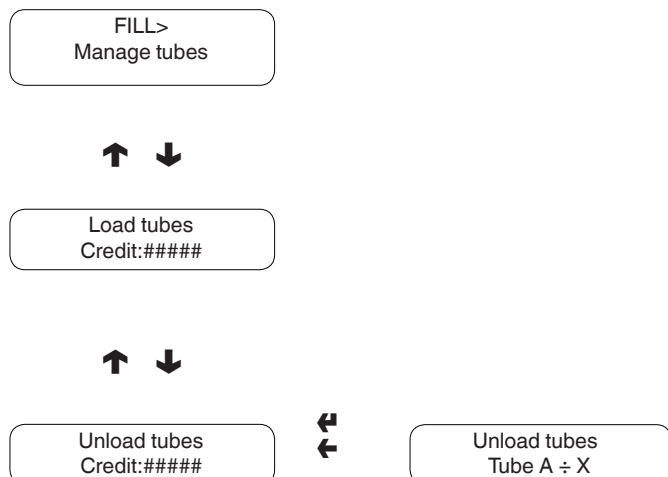 FILL>
Manage tubes
Load tubes
Credit:#####
Unload tubes
Credit:#####
Unload tubes
Tube A ÷ X